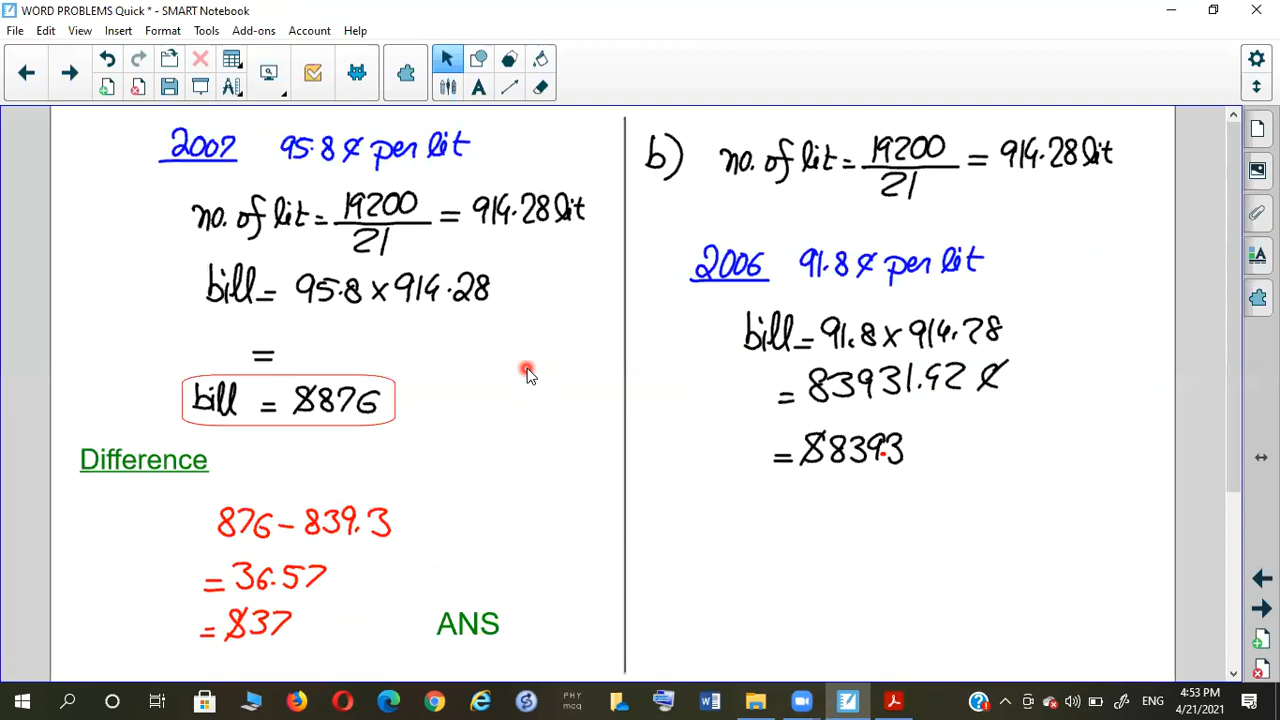 WORD PROBLEMS Quick * - SMART Notebook
File Edit View Insert Format Tools Add-ons Account Help
2007 95.8 ¢ per lit
no. of lit = 19200/21 = 914.28 lit
bill = 95.8 x 914.28
=
bill = $876
Difference
876 - 839.3
= 36.57
= $37
ANS
b) no. of lit = 19200/21 = 914.28 lit
2006 91.8 ¢ per lit
bill = 91.8 x 914.28
= 83931.92 ¢
= $839.3
PHY
mcq
ENG
4:53 PM
4/21/2021